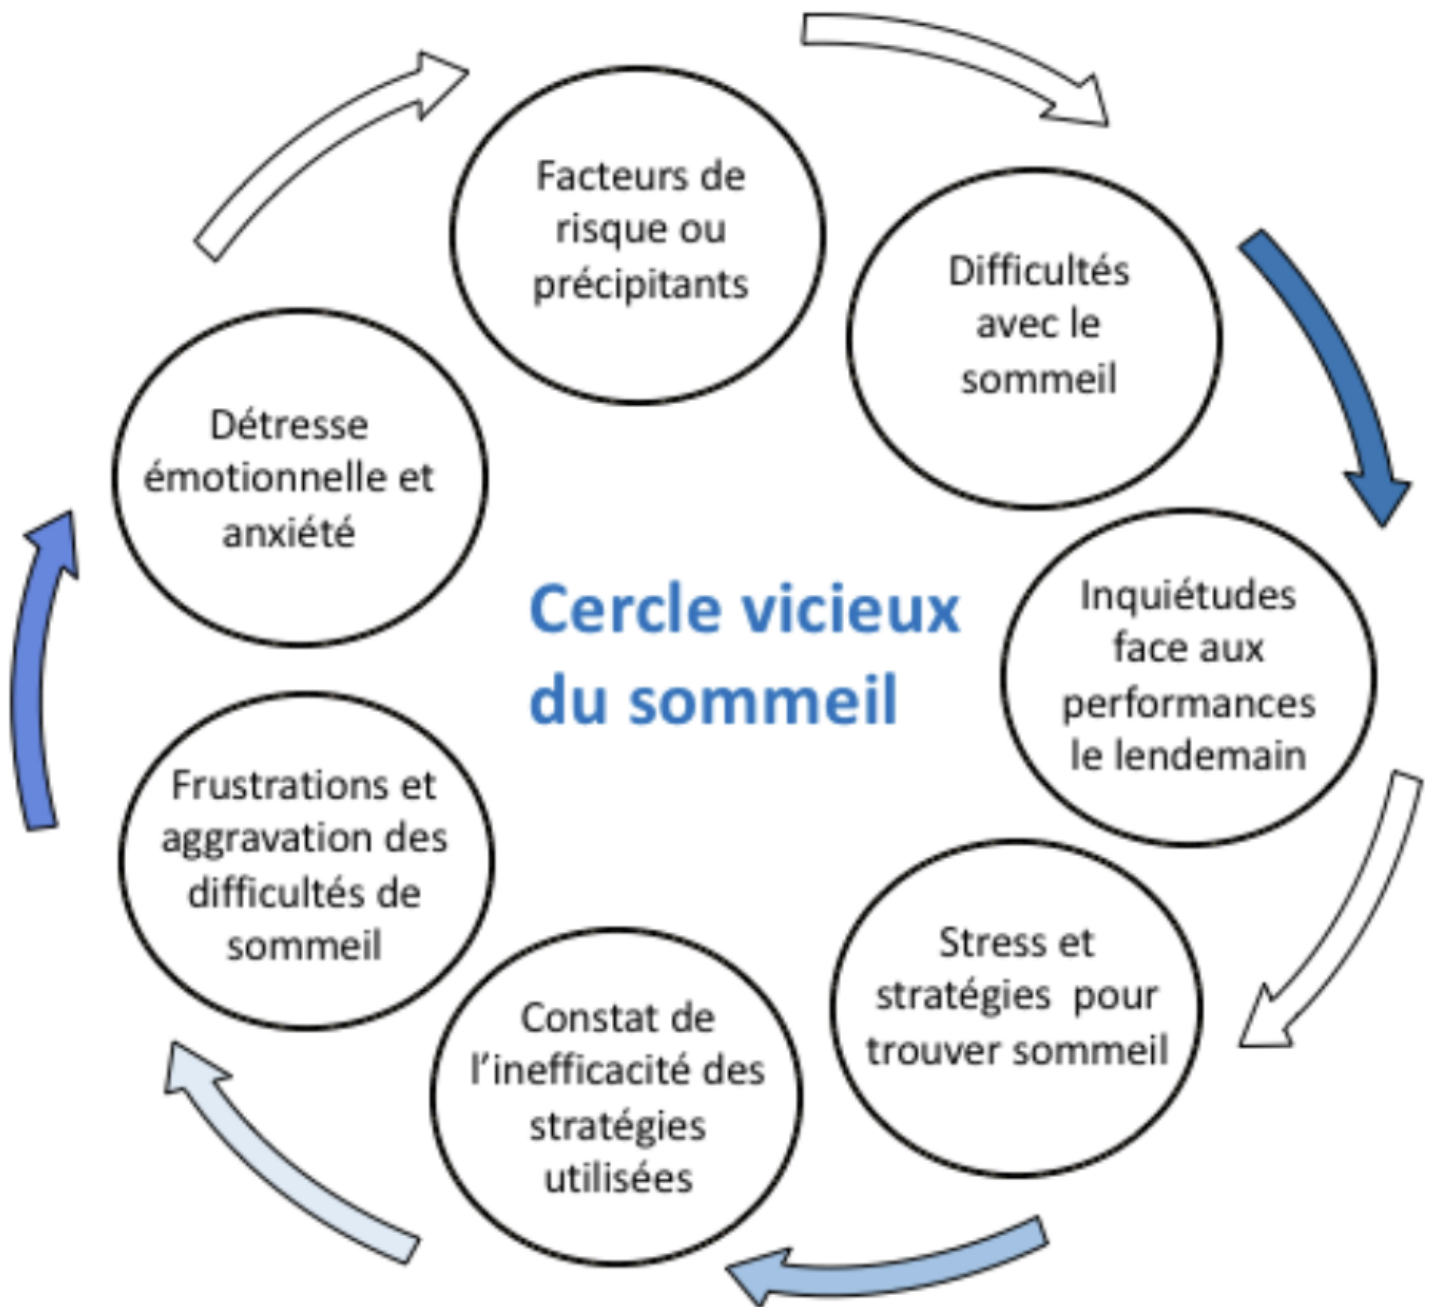 Facteurs de
risque ou
précipitants
Difficultés
avec le
sommeil
Inquiétudes
face aux
performances
le lendemain
Stress et
stratégies pour
trouver sommeil
Constat de
l'inefficacité des
stratégies
utilisées
Frustrations et
aggravation des
difficultés de
sommeil
Détresse
émotionnelle et
anxiété
Cercle vicieux
du sommeil